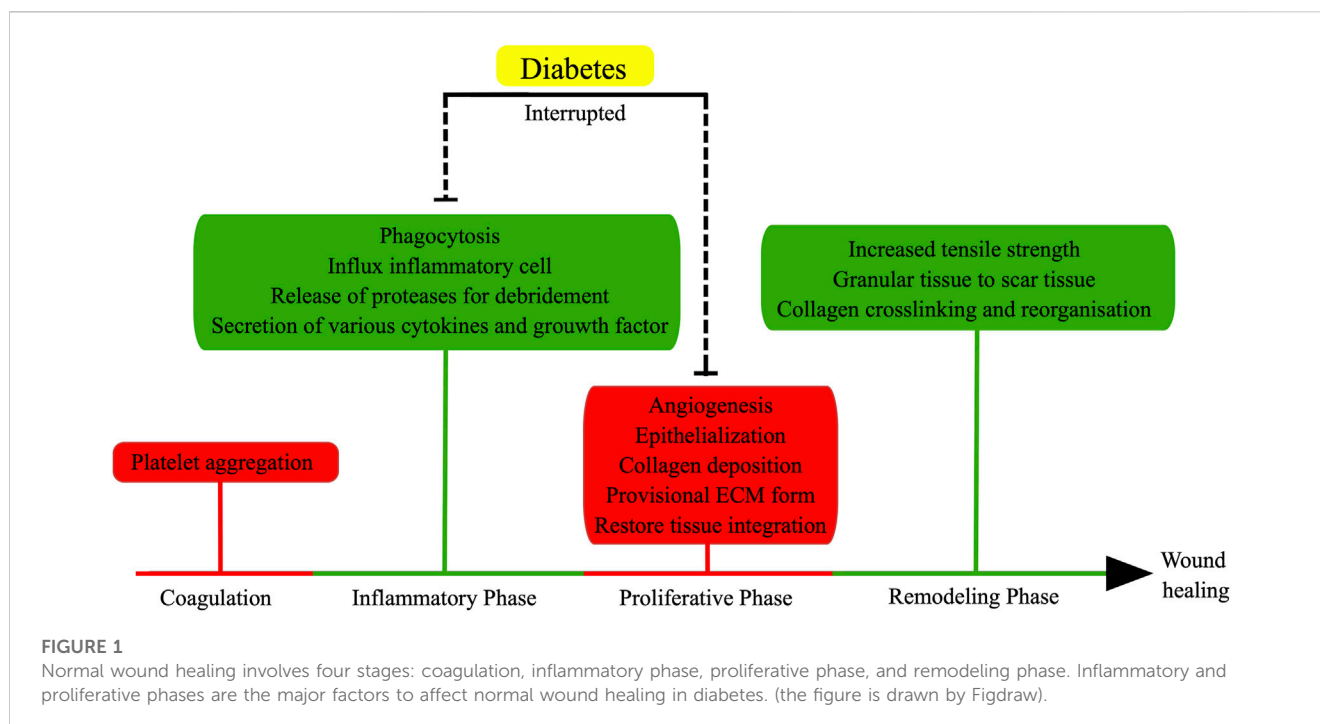 Diabetes
Interrupted
Phagocytosis
Influx inflammatory cell
Release of proteases for debridement
Secretion of various cytokines and grouwth factor
Increased tensile strength
Granular tissue to scar tissue
Collagen crosslinking and reorganisation
Angiogenesis
Epithelialization
Collagen deposition
Provisional ECM form
Restore tissue integration
Platelet aggregation
Coagulation
Inflammatory Phase
Proliferative Phase
Remodeling Phase
Wound
healing
FIGURE 1
Normal wound healing involves four stages: coagulation, inflammatory phase, proliferative phase, and remodeling phase. Inflammatory and
proliferative phases are the major factors to affect normal wound healing in diabetes. (the figure is drawn by Figdraw).